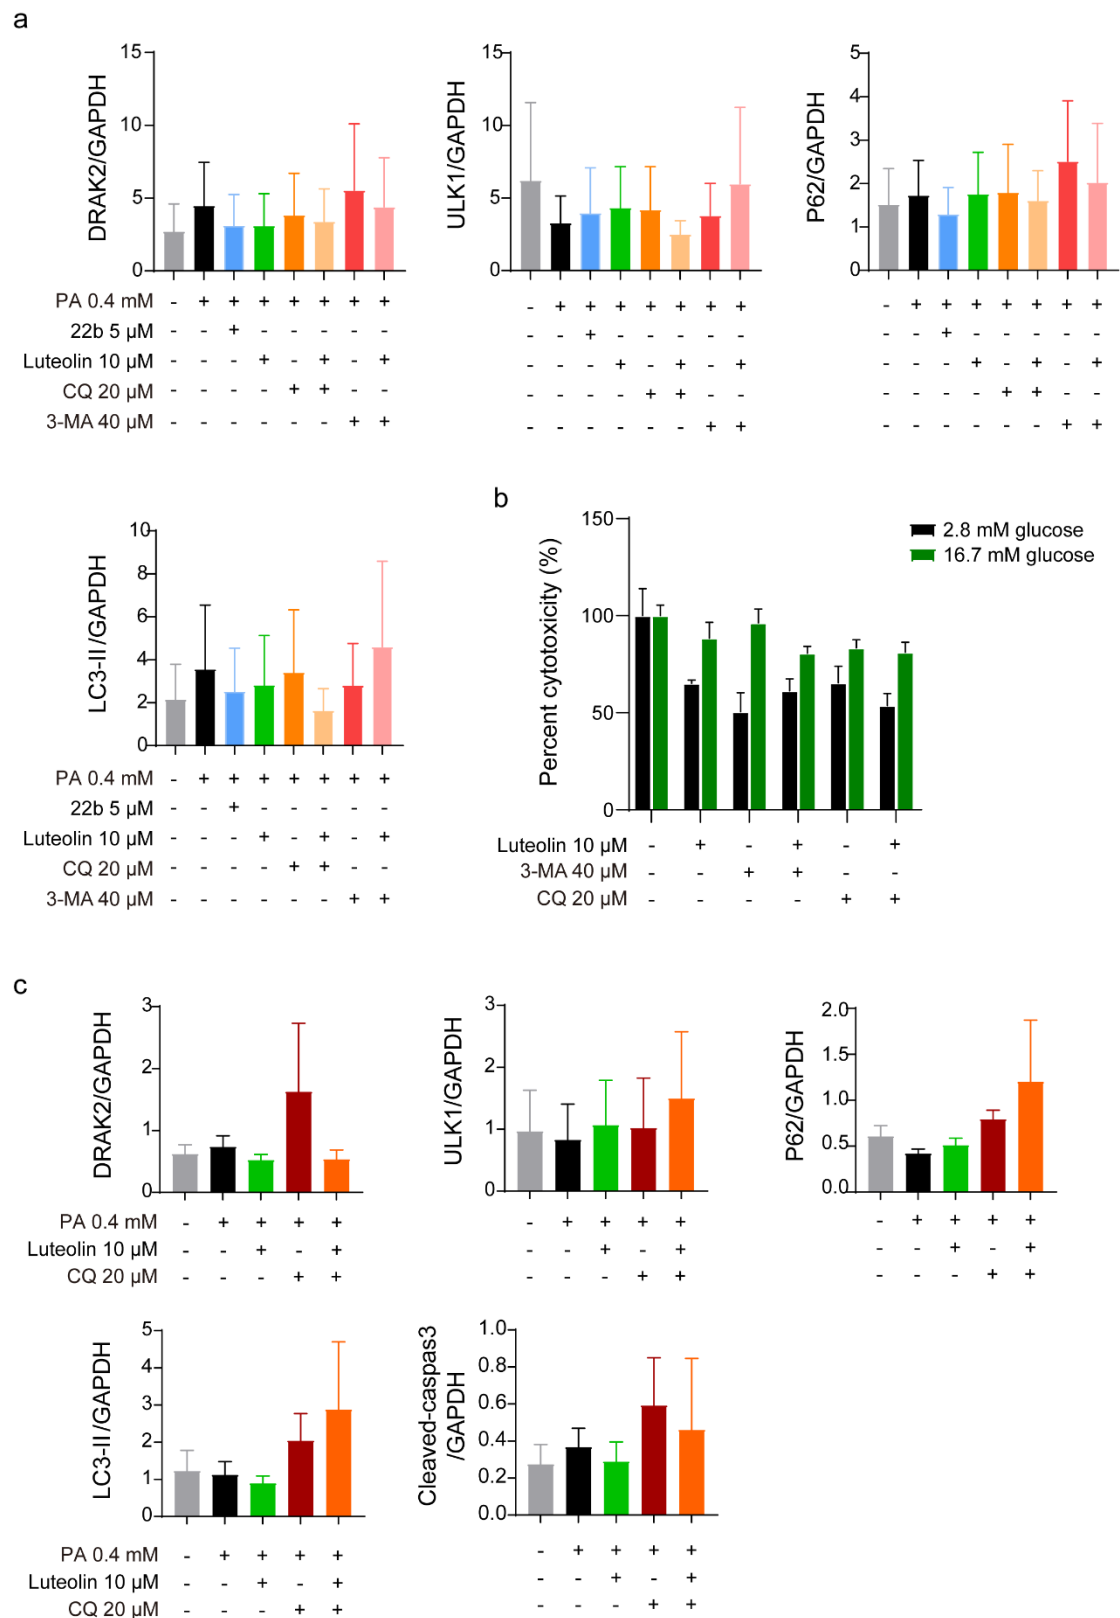 a
15
10
5
0
DRAK2/GAPDH
15
10
5
0
ULK1/GAPDH
5
4
3
2
1
0
P62/GAPDH
PA 0.4 mM - + + + + + + +
22b 5 µM - - + - - - - -
Luteolin 10 µM - - - + - + - +
CQ 20 µM - - - - + + - -
3-MA 40 µM - - - - - - + +
- + + + + + + +
- - + - - - - -
- - - + - + - +
- - - - + + - -
- - - - - - + +
- + + + + + + +
- - + - - - - -
- - - + - + - +
- - - - + + - -
- - - - - - + +
10
8
6
4
2
0
LC3-II/GAPDH
PA 0.4 mM - + + + + + + +
22b 5 µM - - + - - - - -
Luteolin 10 µM - - - + - + - +
CQ 20 µM - - - - + + - -
3-MA 40 µM - - - - - - + +
b
150
100
50
0
Percent cytotoxicity (%)
2.8 mM glucose
16.7 mM glucose
Luteolin 10 µM - + - + - +
3-MA 40 µM - - + + - -
CQ 20 µM - - - - + +
c
3
2
1
0
DRAK2/GAPDH
3
2
1
0
ULK1/GAPDH
2.0
1.5
1.0
0.5
0.0
P62/GAPDH
PA 0.4 mM - + + + +
Luteolin 10 µM - - + - +
CQ 20 µM - - - + +
- + + + +
- - + - +
- - - + +
- + + + +
- - + - +
- - - + +
5
4
3
2
1
0
LC3-II/GAPDH
1.0
0.8
0.6
0.4
0.2
0.0
Cleaved-caspas3
/GAPDH
PA 0.4 mM - + + + +
Luteolin 10 µM - - + - +
CQ 20 µM - - - + +
- + + + +
- - + - +
- - - + +